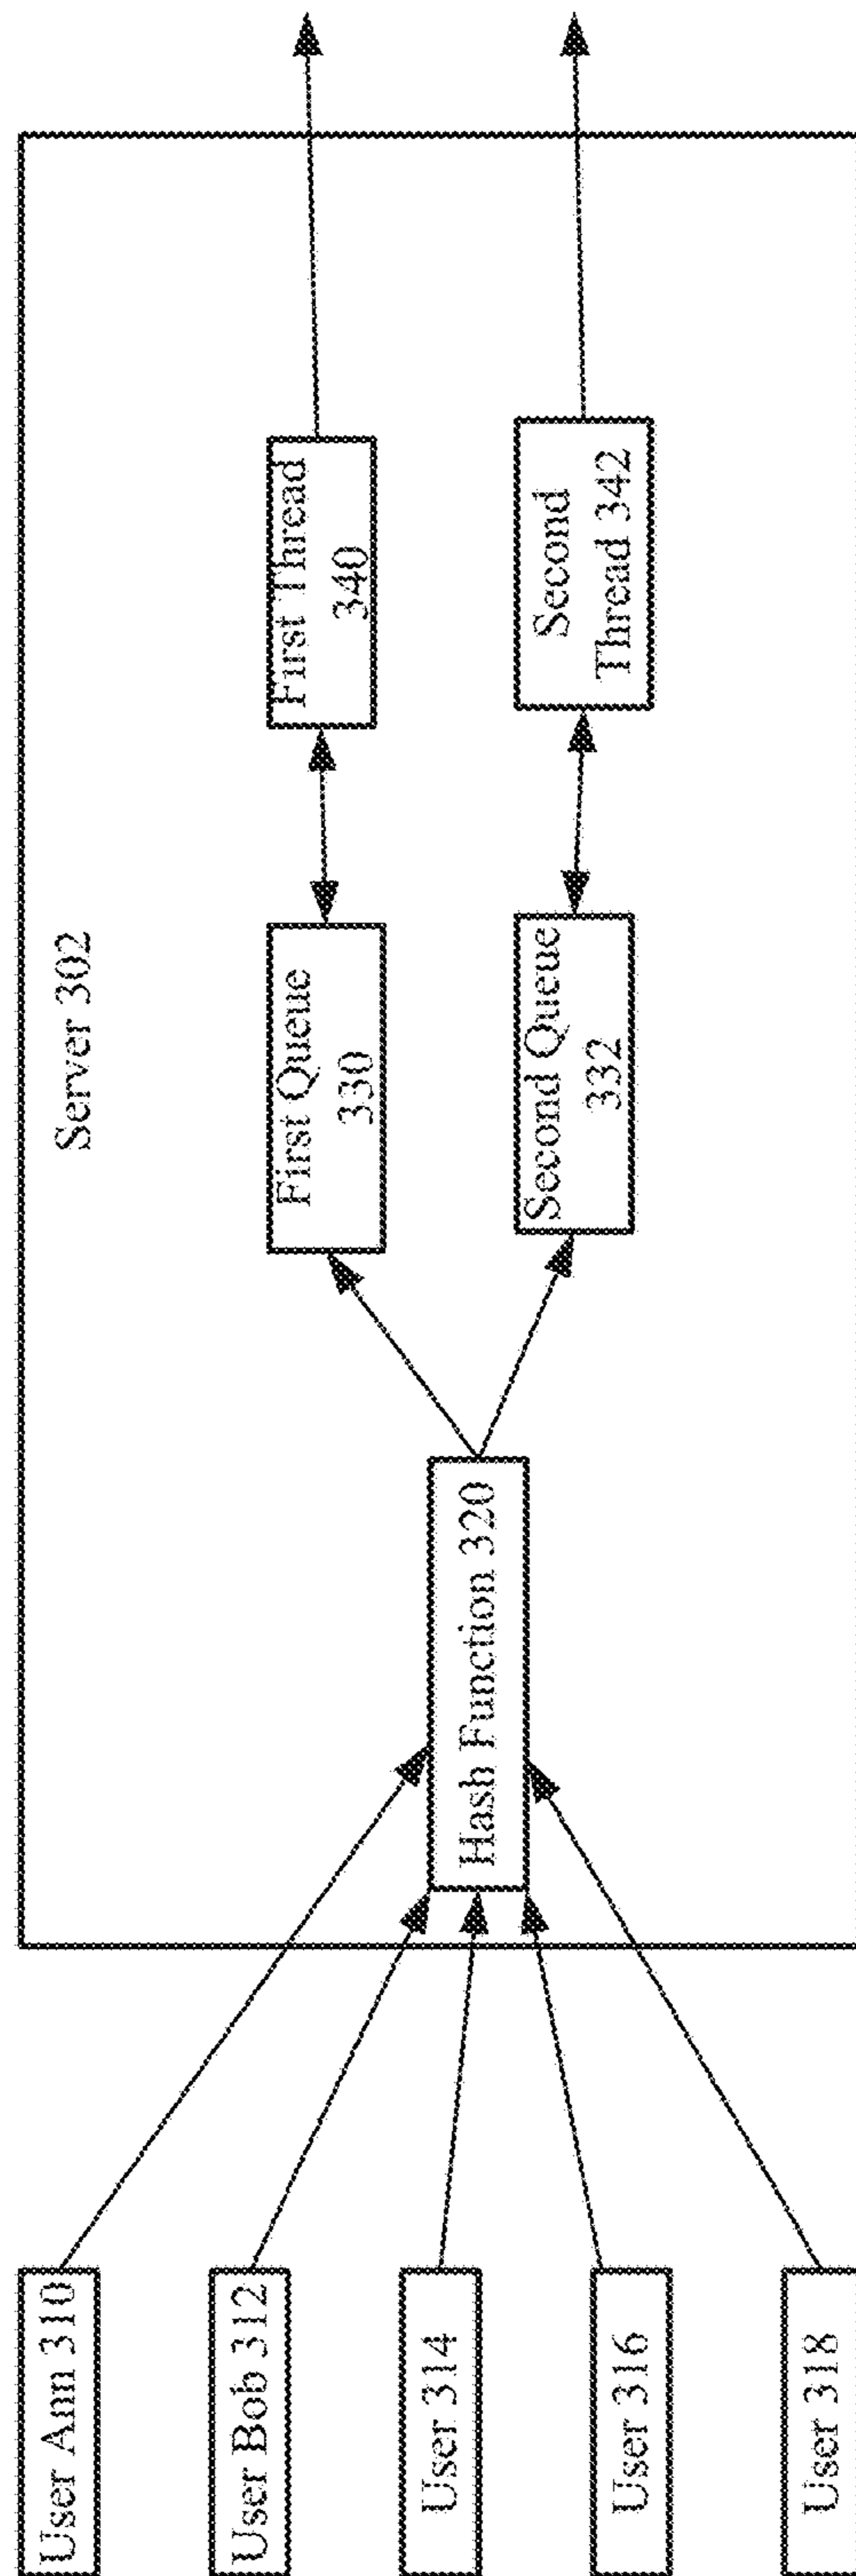 Server 302
User Ann 310
User Bob 312
User 314
User 316
User 318
Hash Function 320
First Queue
330
Second Queue
332
First Thread
340
Second
Thread 342